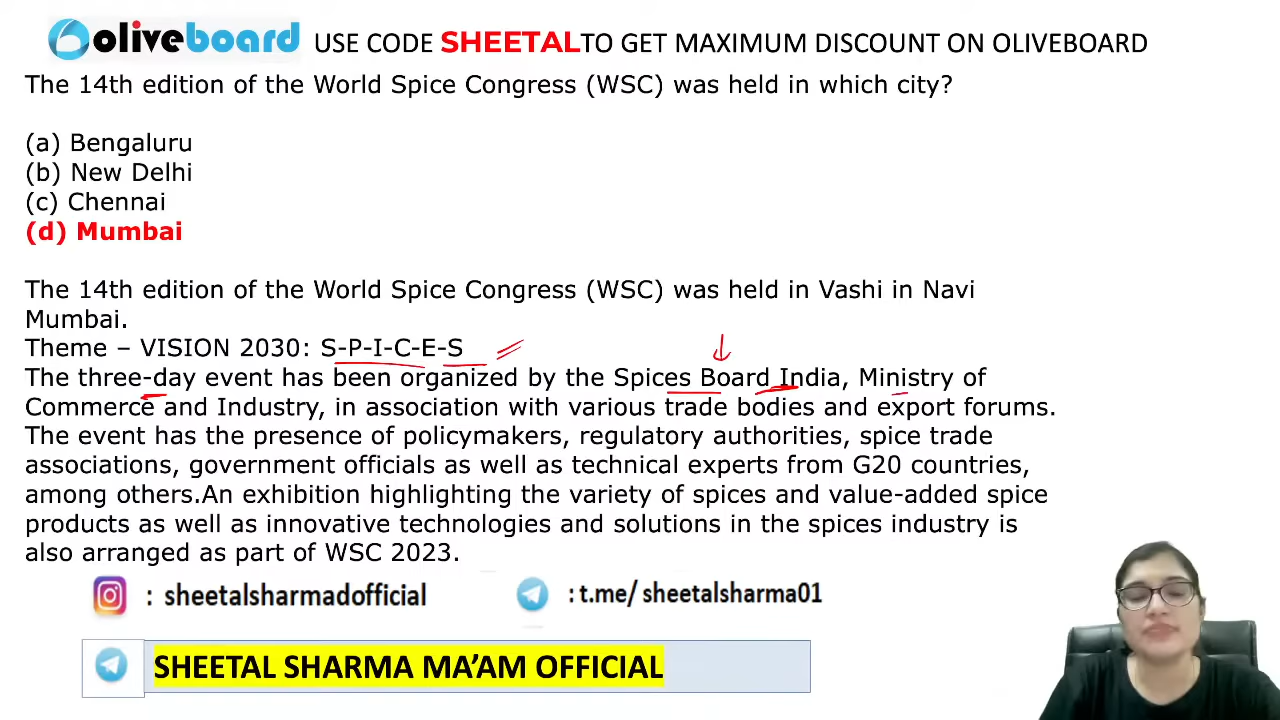 oliveboard USE CODE SHEETAL TO GET MAXIMUM DISCOUNT ON OLIVEBOARD
The 14th edition of the World Spice Congress (WSC) was held in which city?
(a) Bengaluru
(b) New Delhi
(c) Chennai
(d) Mumbai
The 14th edition of the World Spice Congress (WSC) was held in Vashi in Navi
Mumbai.
Theme – VISION 2030: S-P-I-C-E-S
The three-day event has been organized by the Spices Board India, Ministry of
Commerce and Industry, in association with various trade bodies and export forums.
The event has the presence of policymakers, regulatory authorities, spice trade
associations, government officials as well as technical experts from G20 countries,
among others.An exhibition highlighting the variety of spices and value-added spice
products as well as innovative technologies and solutions in the spices industry is
also arranged as part of WSC 2023.
: sheetalsharmadofficial
: t.me/ sheetalsharma01
SHEETAL SHARMA MA’AM OFFICIAL